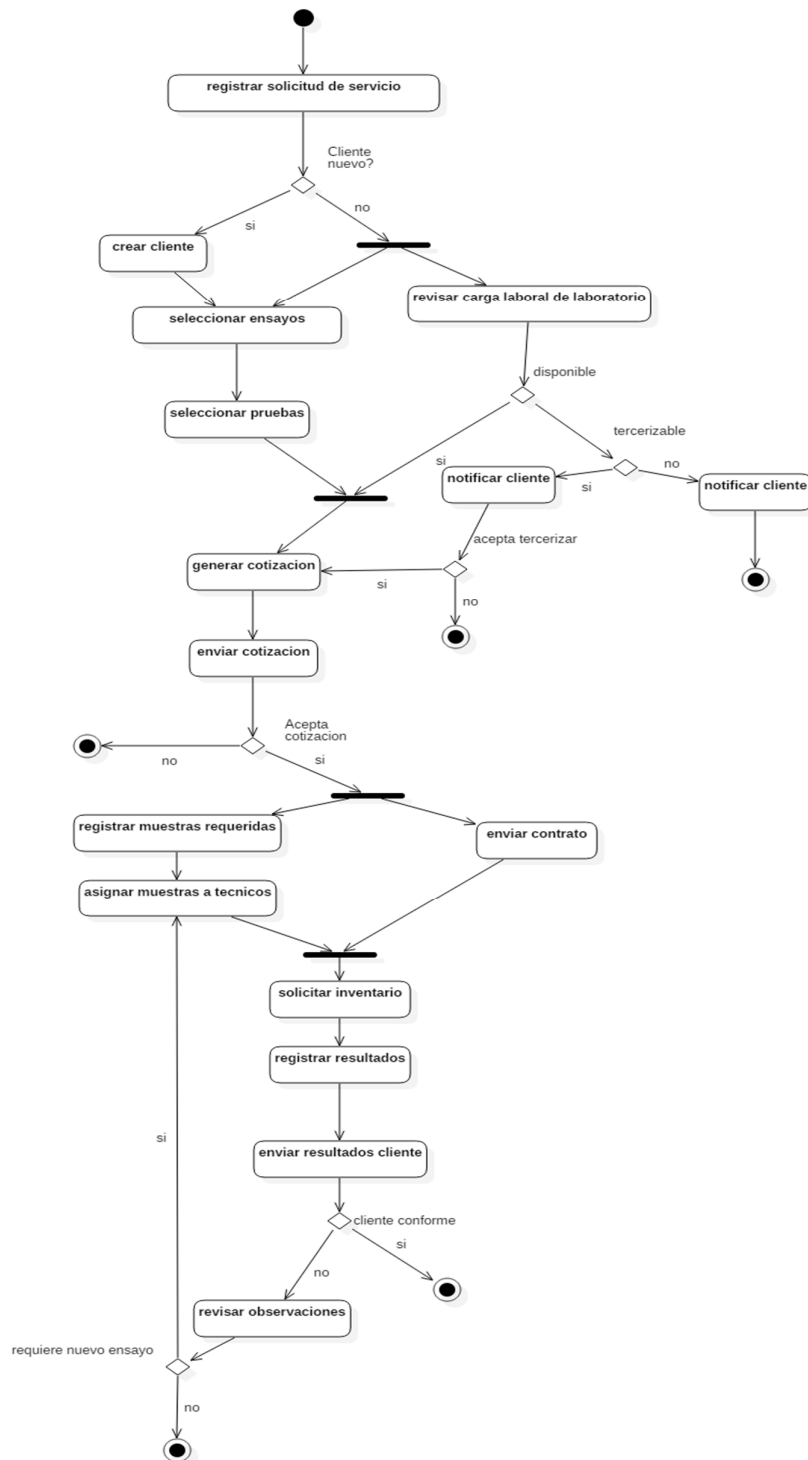 registrar solicitud de servicio
Cliente
nuevo?
si
no
crear cliente
seleccionar ensayos
revisar carga laboral de laboratorio
disponible
seleccionar pruebas
tercerizable
si
notificar cliente
si
no
notificar cliente
acepta tercerizar
generar cotizacion
si
no
enviar cotizacion
Acepta
cotizacion
no
si
registrar muestras requeridas
enviar contrato
asignar muestras a tecnicos
solicitar inventario
registrar resultados
si
enviar resultados cliente
cliente conforme
si
no
revisar observaciones
requiere nuevo ensayo
no